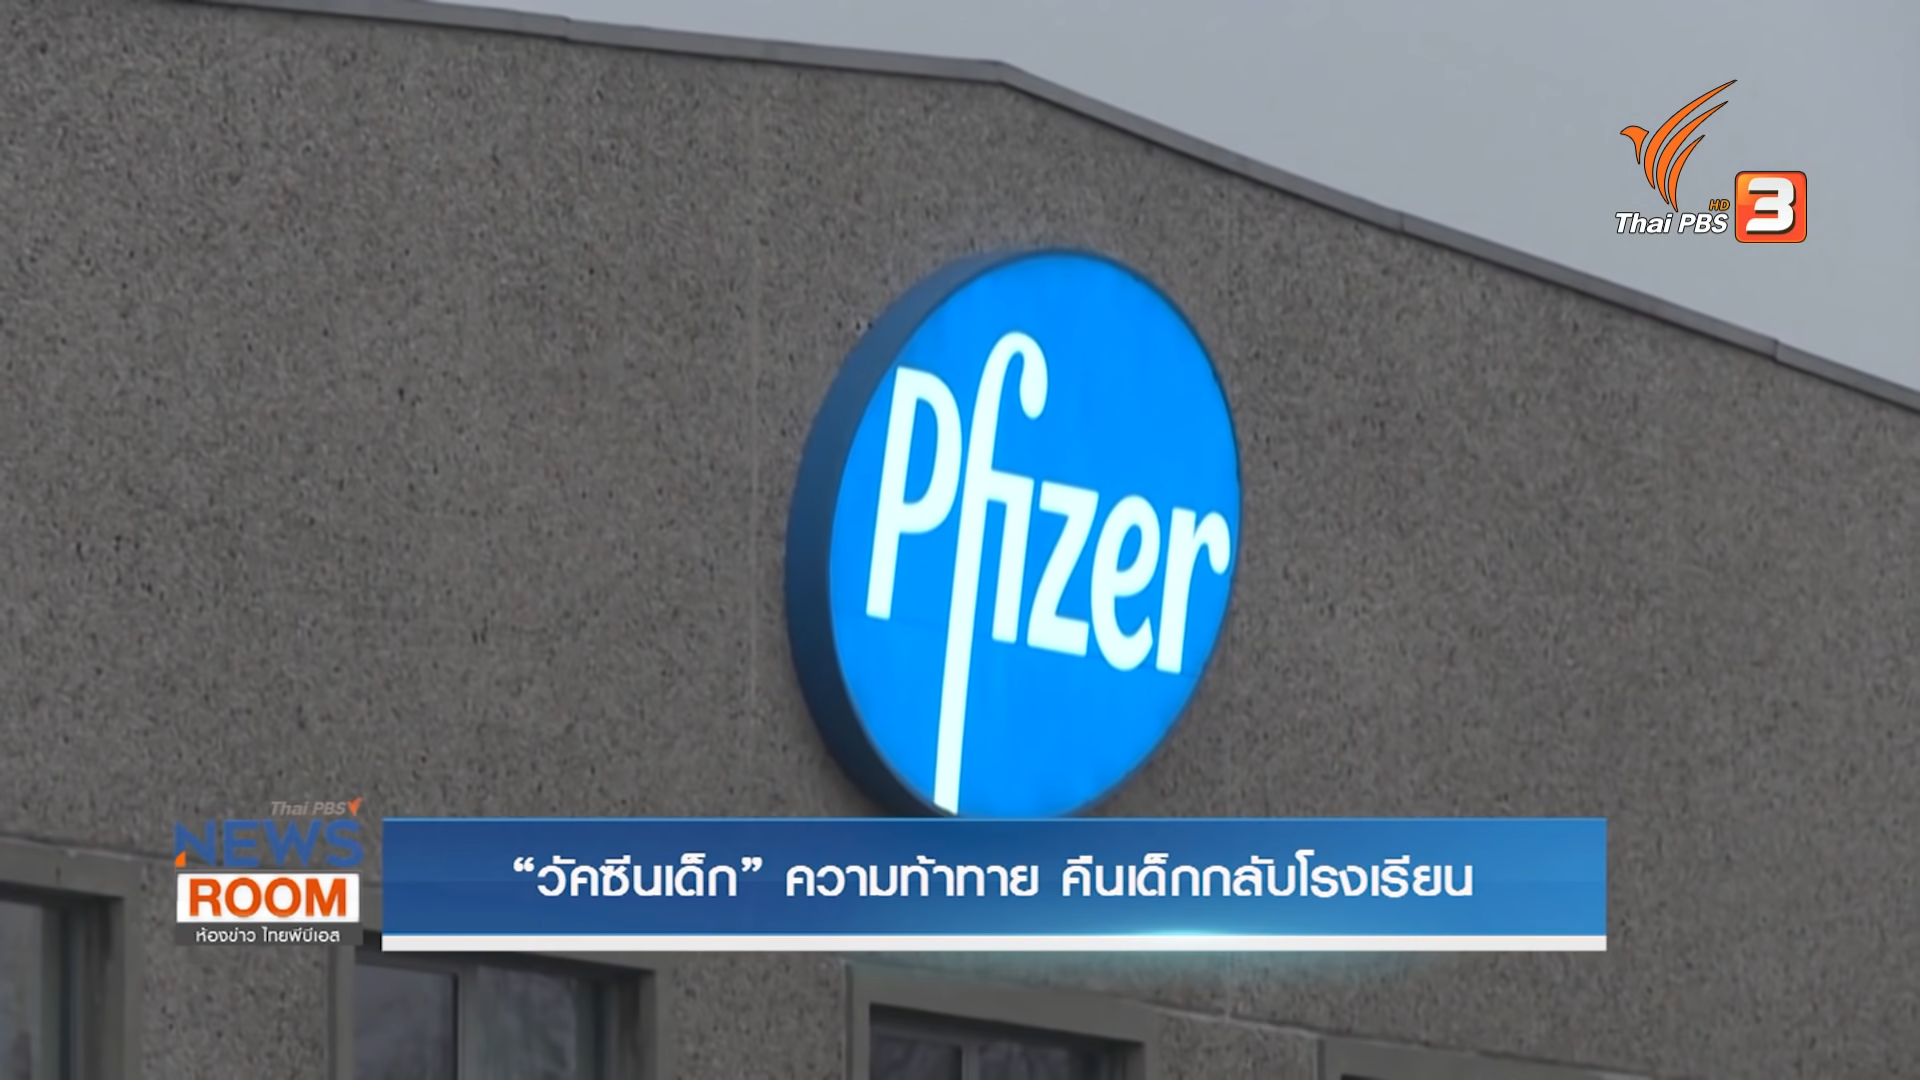 HD
Thai PBS 3
Pfizer
Thai PBS
NEWS
ROOM
ห้องข่าว ไทยพีบีเอส
“วัคซีนเด็ก” ความท้าทาย คืนเด็กกลับโรงเรียน